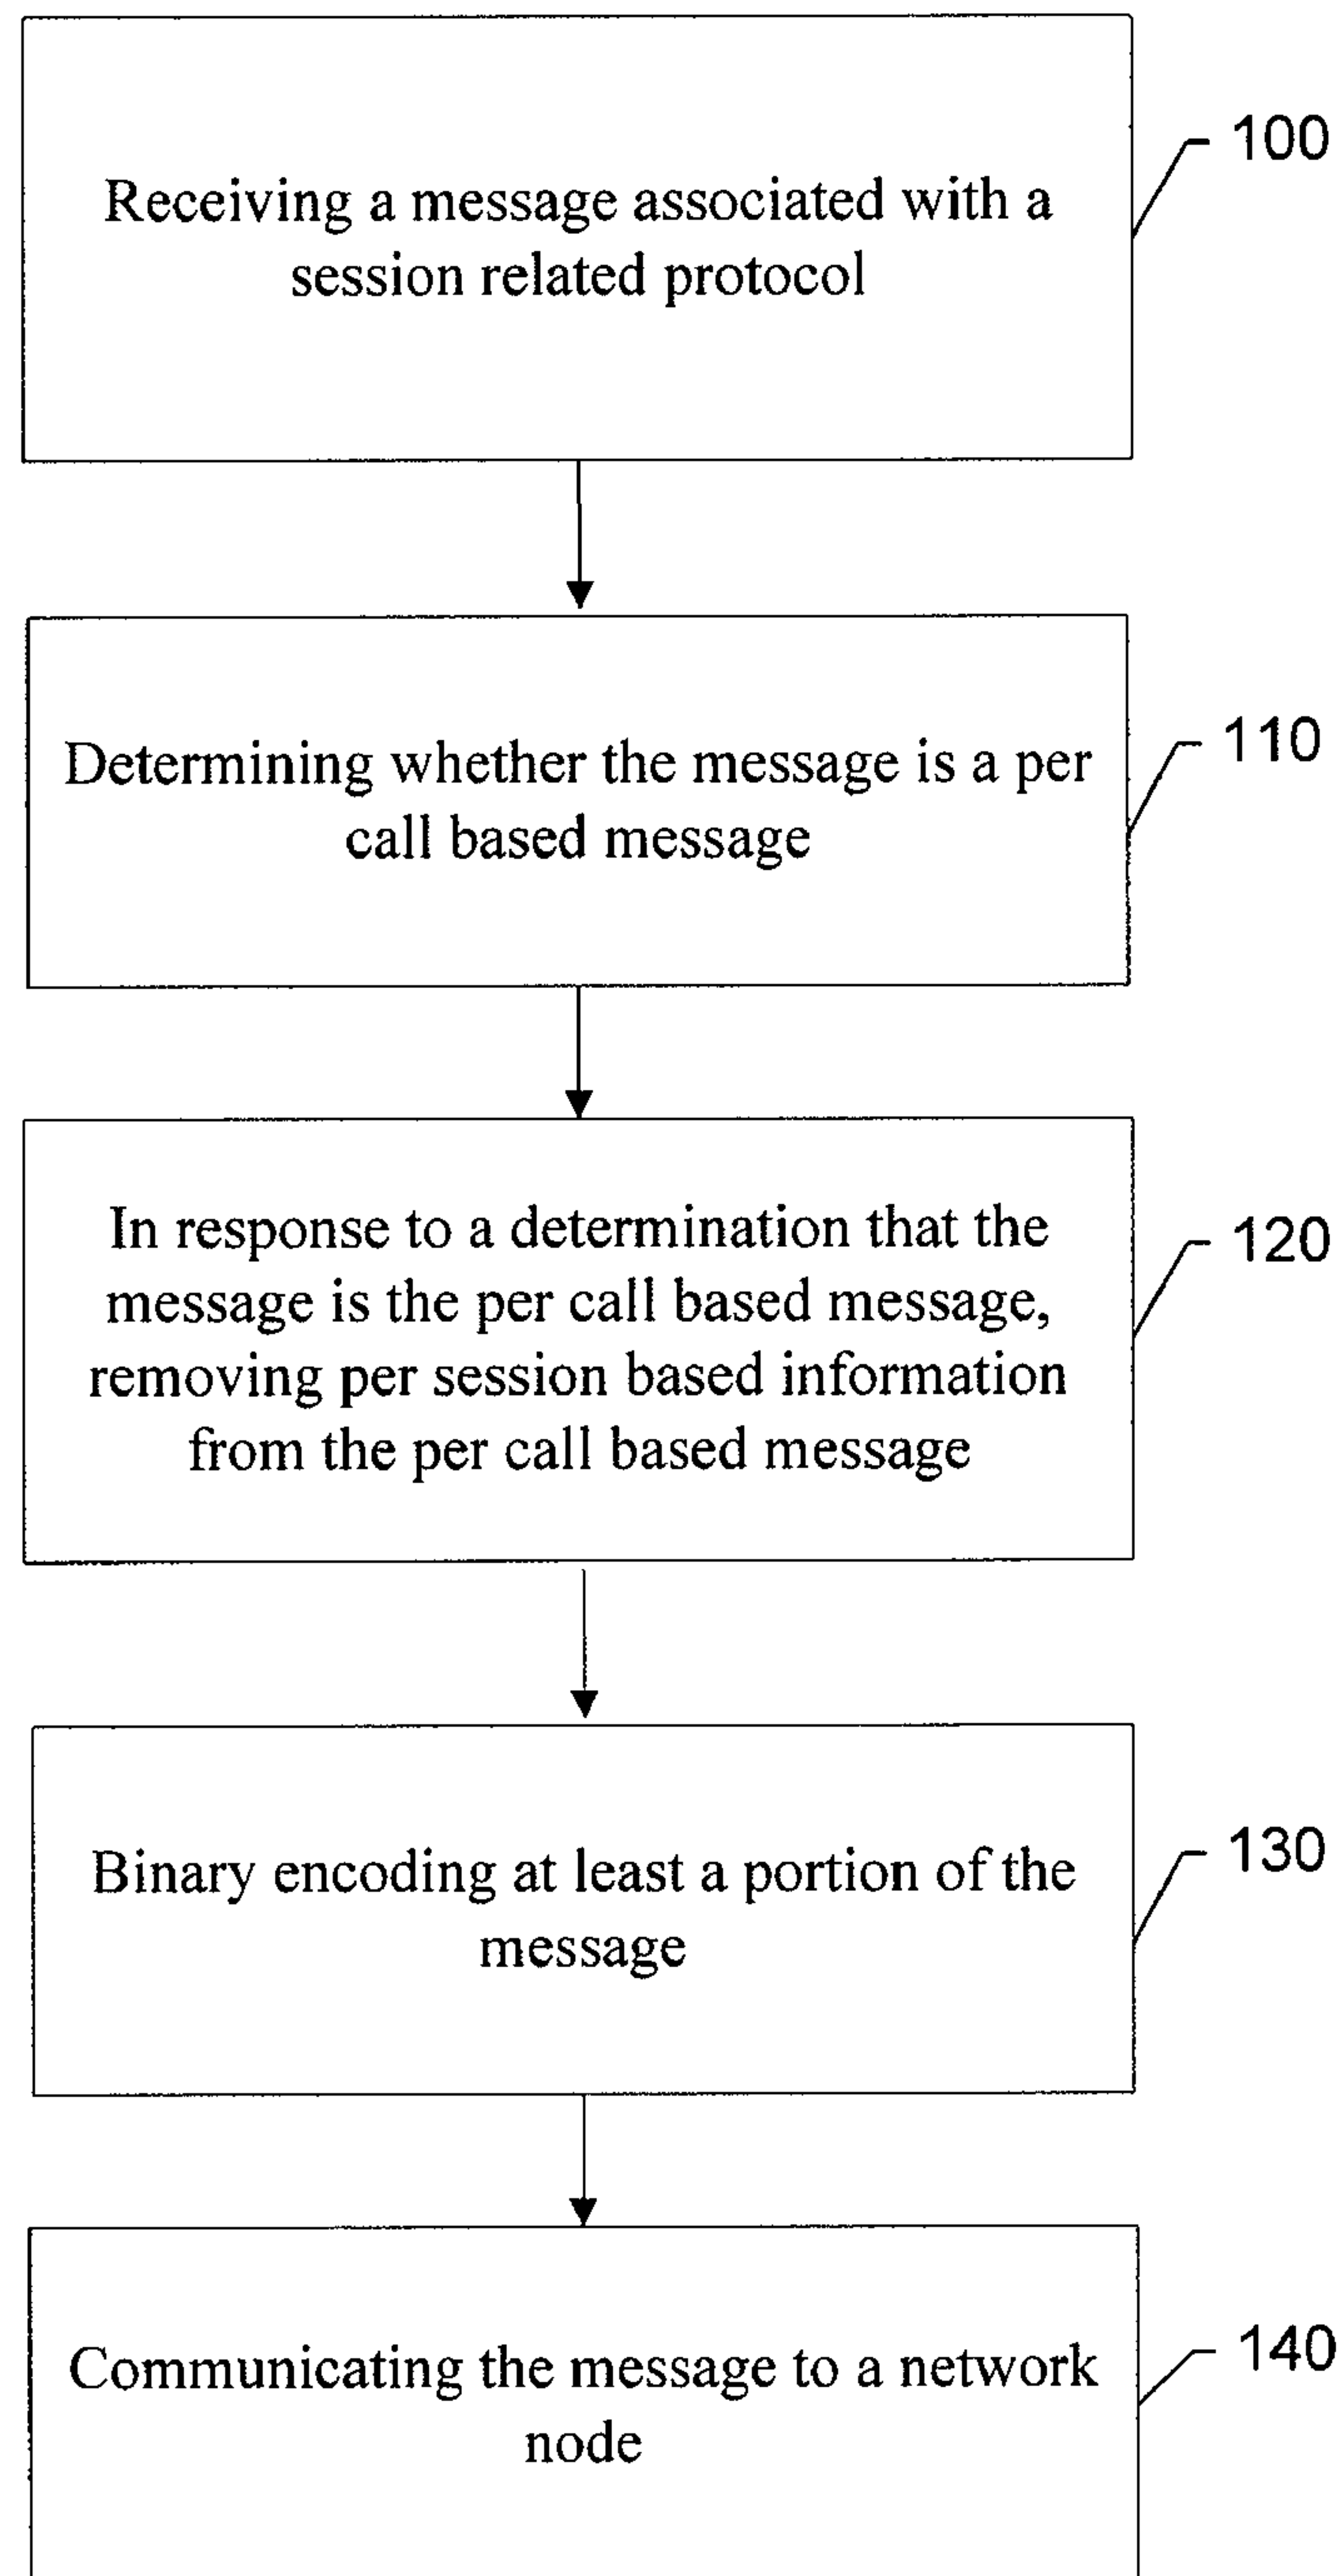 Receiving a message associated with a
session related protocol
100
Determining whether the message is a per
call based message
110
In response to a determination that the
message is the per call based message,
removing per session based information
from the per call based message
120
Binary encoding at least a portion of the
message
130
Communicating the message to a network
node
140